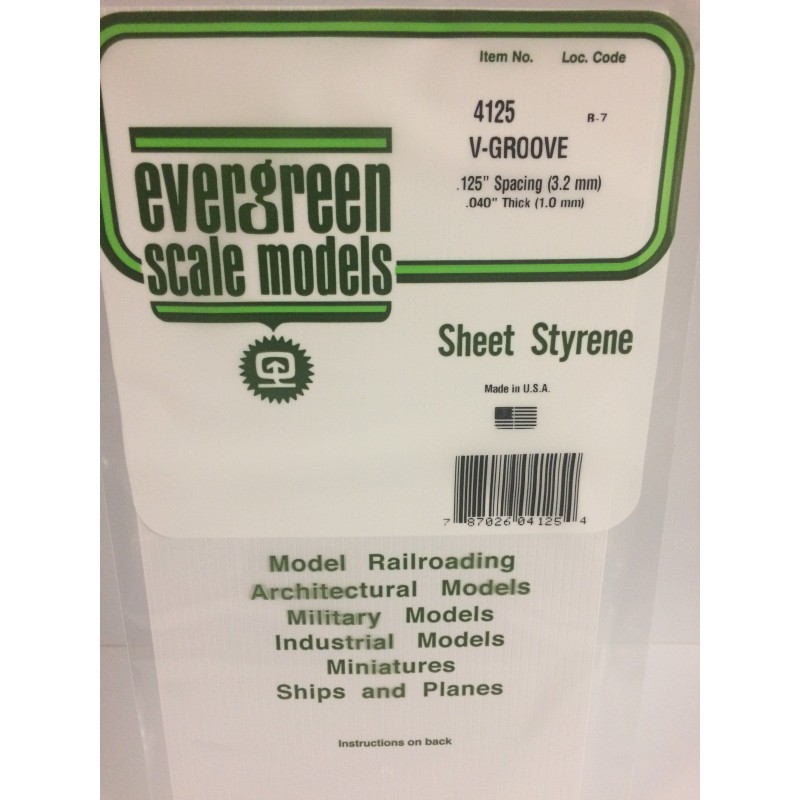 Item No. Loc. Code
4125 B-7
V-GROOVE
.125" Spacing (3.2 mm)
.040" Thick (1.0 mm)
evergreen
scale models
Sheet Styrene
Made in U.S.A.
7 87026 04125 4
Model Railroading
Architectural Models
Military Models
Industrial Models
Miniatures
Ships and Planes
Instructions on back